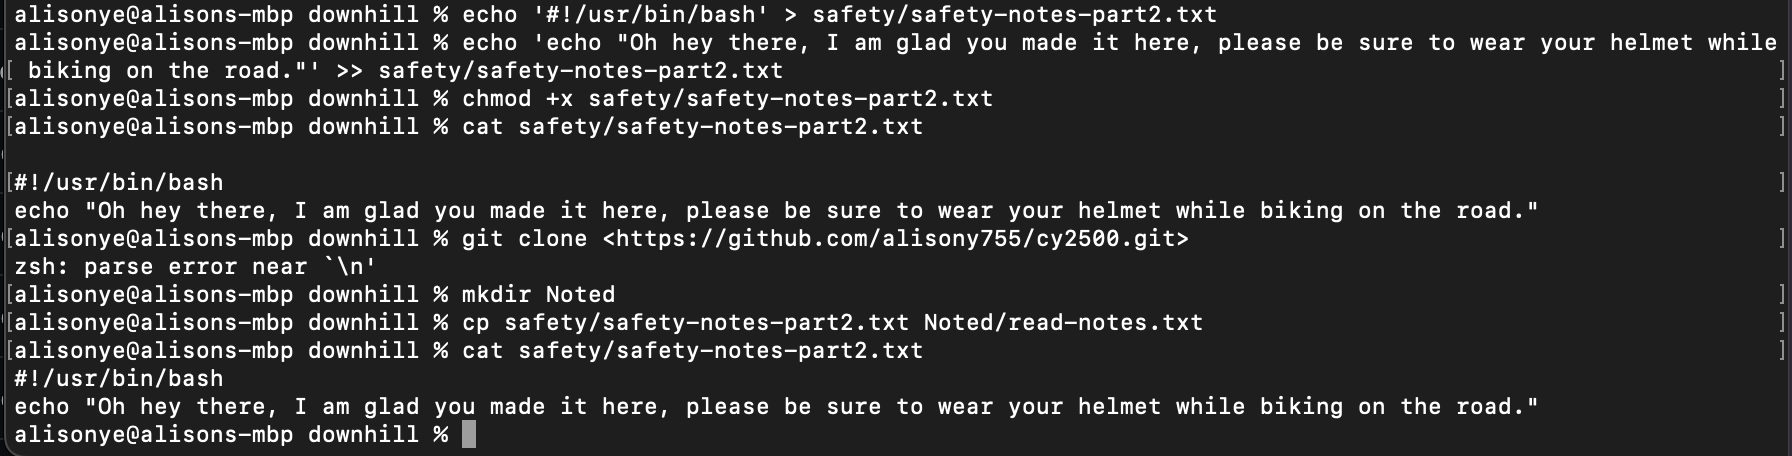 alisonye@alisons-mbp downhill % echo '#!/usr/bin/bash' > safety/safety-notes-part2.txt
alisonye@alisons-mbp downhill % echo 'echo "Oh hey there, I am glad you made it here, please be sure to wear your helmet while
[ biking on the road."' >> safety/safety-notes-part2.txt ]
[alisonye@alisons-mbp downhill % chmod +x safety/safety-notes-part2.txt ]
[alisonye@alisons-mbp downhill % cat safety/safety-notes-part2.txt ]
[#!/usr/bin/bash ]
echo "Oh hey there, I am glad you made it here, please be sure to wear your helmet while biking on the road."
[alisonye@alisons-mbp downhill % git clone <https://github.com/alisony755/cy2500.git> ]
zsh: parse error near `\n'
[alisonye@alisons-mbp downhill % mkdir Noted ]
[alisonye@alisons-mbp downhill % cp safety/safety-notes-part2.txt Noted/read-notes.txt ]
[alisonye@alisons-mbp downhill % cat safety/safety-notes-part2.txt ]
#!/usr/bin/bash
echo "Oh hey there, I am glad you made it here, please be sure to wear your helmet while biking on the road."
alisonye@alisons-mbp downhill %